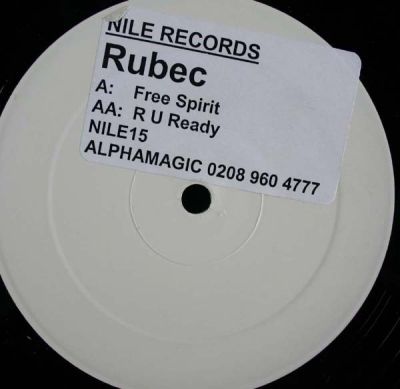 NILE RECORDS
Rubec
A: Free Spirit
AA: R U Ready
NILE15
ALPHAMAGIC 0208 960 4777